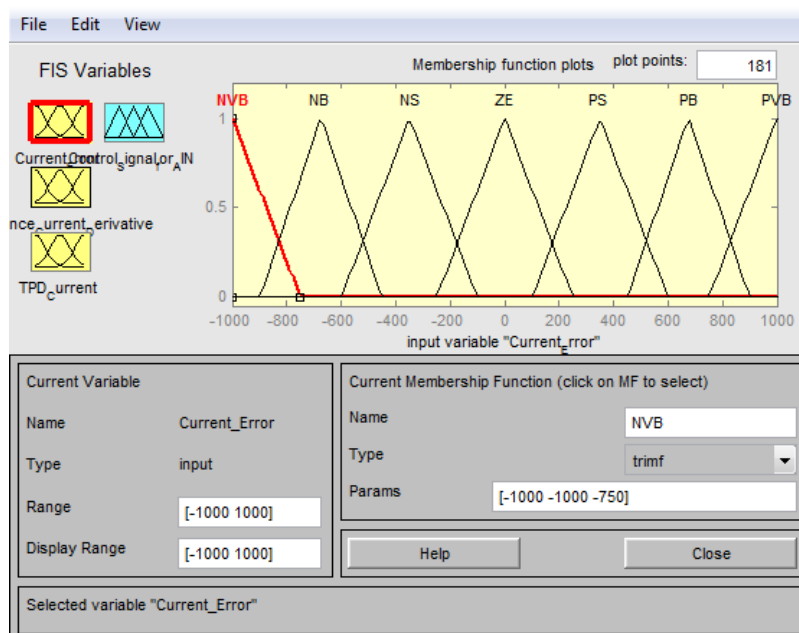 File Edit View
FIS Variables
Membership function plots plot points: 181
NVB NB NS ZE PS PB PVB
1
0.5
0
-1000 -800 -600 -400 -200 0 200 400 600 800 1000
input variable "Current_Error"
nce_Current_Derivative
TPD_Current
Current Variable
Name Current_Error
Type input
Range [-1000 1000]
Display Range [-1000 1000]
Current Membership Function (click on MF to select)
Name NVB
Type trimf
Params [-1000 -1000 -750]
Help Close
Selected variable "Current_Error"